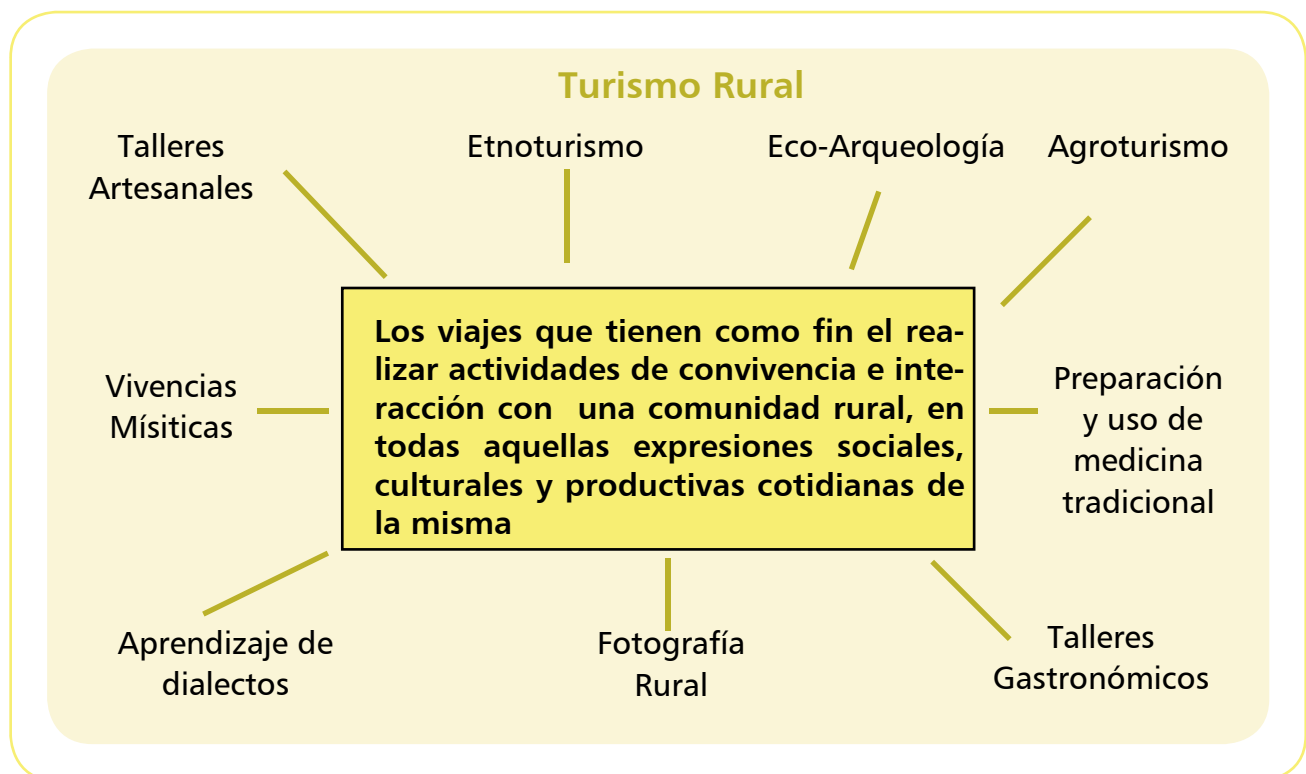 Turismo Rural
Talleres
Artesanales
Etnoturismo
Eco-Arqueología
Agroturismo
Los viajes que tienen como fin el rea-
lizar actividades de convivencia e inte-
racción con una comunidad rural, en
todas aquellas expresiones sociales,
culturales y productivas cotidianas de
la misma
Vivencias
Mísiticas
Preparación
y uso de
medicina
tradicional
Aprendizaje de
dialectos
Fotografía
Rural
Talleres
Gastronómicos